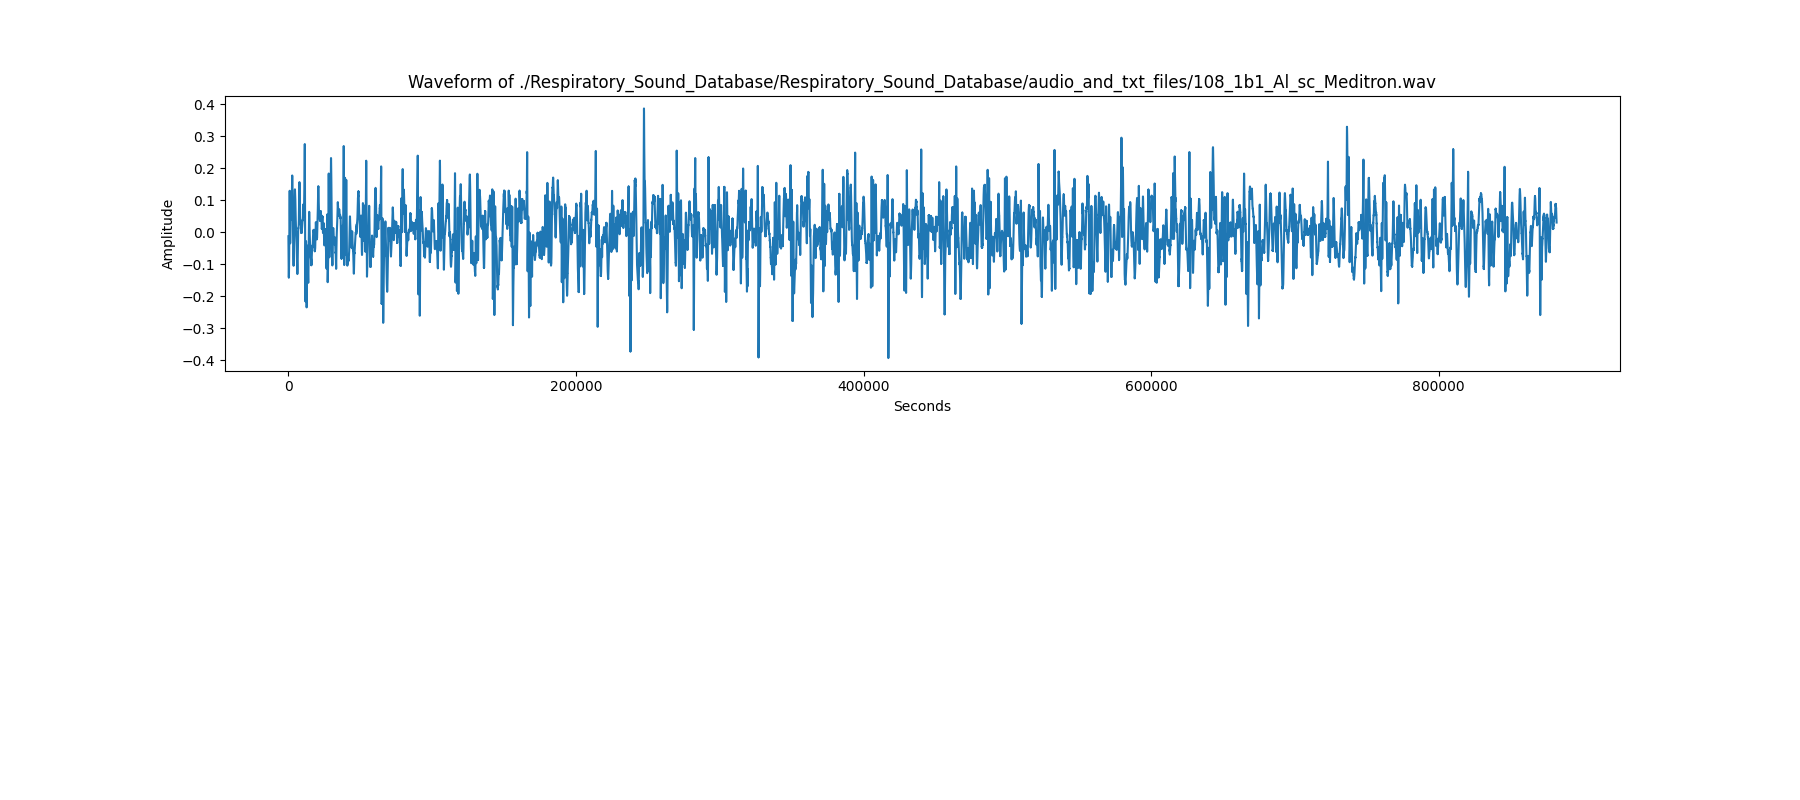 Waveform of ./Respiratory_Sound_Database/Respiratory_Sound_Database/audio_and_txt_files/108_1b1_Al_sc_Meditron.wav
0.4
0.3
0.2
0.1
0.0
−0.1
−0.2
−0.3
−0.4
Amplitude
0 200000 400000 600000 800000
Seconds